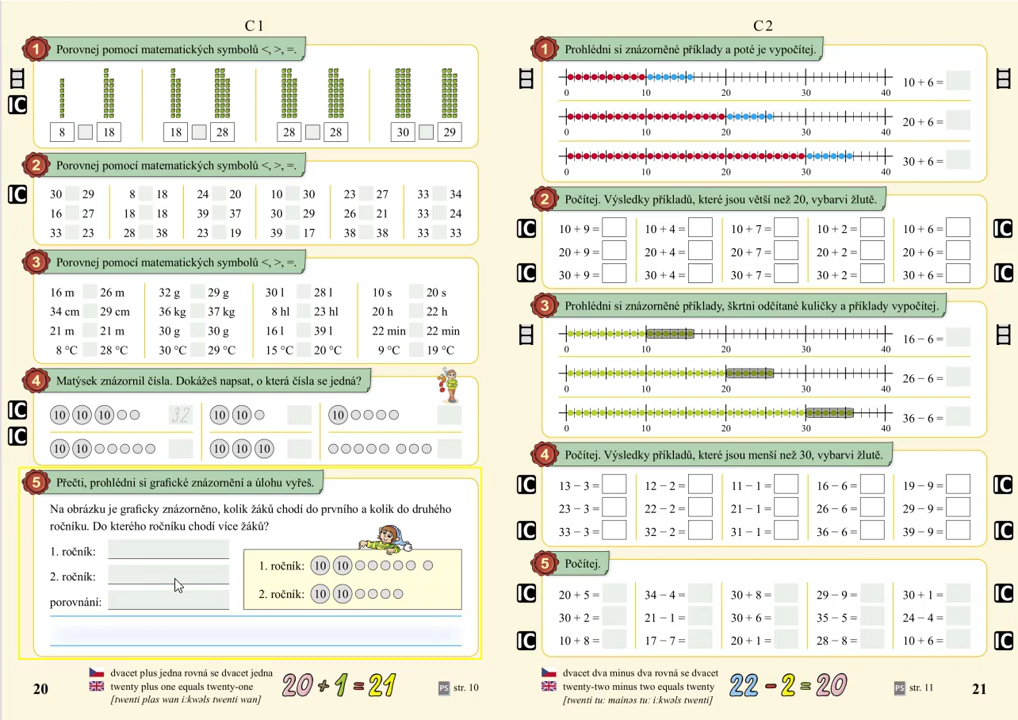 C 1
1 Porovnej pomocí matematických symbolů <, >, =.
8 18 18 28 28 28 30 29
2 Porovnej pomocí matematických symbolů <, >, =.
30 29 8 18 24 20 10 30 23 27 33 34
16 27 18 18 39 37 30 29 26 21 33 24
33 23 28 38 23 19 39 17 38 38 33 33
3 Porovnej pomocí matematických symbolů <, >, =.
16 m 26 m 32 g 29 g 30 l 28 l 10 s 20 s
34 cm 29 cm 36 kg 37 kg 8 hl 23 hl 20 h 22 h
21 m 21 m 30 g 30 g 16 l 39 l 22 min 22 min
8 °C 28 °C 30 °C 29 °C 15 °C 20 °C 9 °C 19 °C
4 Matýsek znázornil čísla. Dokážeš napsat, o která čísla se jedná?
10 10 10 32 10 10 10
10 10 10 10 10
5 Přečti, prohlédni si grafické znázornění a úlohu vyřeš.
Na obrázku je graficky znázorněno, kolik žáků chodí do prvního a kolik do druhého
ročníku. Do kterého ročníku chodí více žáků?
1. ročník:
2. ročník:
porovnání:
1. ročník: 10 10
2. ročník: 10 10
20
dvacet plus jedna rovná se dvacet jedna
twenty plus one equals twenty-one
[twenti plas wan i:kwəls twenti wan]
20 + 1 = 21
PS str. 10
C 2
1 Prohlédni si znázorněné příklady a poté je vypočítej.
0 10 20 30 40 10 + 6 =
0 10 20 30 40 20 + 6 =
0 10 20 30 40 30 + 6 =
2 Počítej. Výsledky příkladů, které jsou větší než 20, vybarvi žlutě.
10 + 9 = 10 + 4 = 10 + 7 = 10 + 2 = 10 + 6 =
20 + 9 = 20 + 4 = 20 + 7 = 20 + 2 = 20 + 6 =
30 + 9 = 30 + 4 = 30 + 7 = 30 + 2 = 30 + 6 =
3 Prohlédni si znázorněné příklady, škrtni odčítané kuličky a příklady vypočítej.
0 10 20 30 40 16 − 6 =
0 10 20 30 40 26 − 6 =
0 10 20 30 40 36 − 6 =
4 Počítej. Výsledky příkladů, které jsou menší než 30, vybarvi žlutě.
13 − 3 = 12 − 2 = 11 − 1 = 16 − 6 = 19 − 9 =
23 − 3 = 22 − 2 = 21 − 1 = 26 − 6 = 29 − 9 =
33 − 3 = 32 − 2 = 31 − 1 = 36 − 6 = 39 − 9 =
5 Počítej.
20 + 5 = 34 − 4 = 30 + 8 = 29 − 9 = 30 + 1 =
30 + 2 = 21 − 1 = 30 + 6 = 35 − 5 = 24 − 4 =
10 + 8 = 17 − 7 = 20 + 1 = 28 − 8 = 10 + 6 =
dvacet dva minus dva rovná se dvacet
twenty-two minus two equals twenty
[twenti tu: mainəs tu: i:kwəls twenti]
22 − 2 = 20
PS str. 11
21